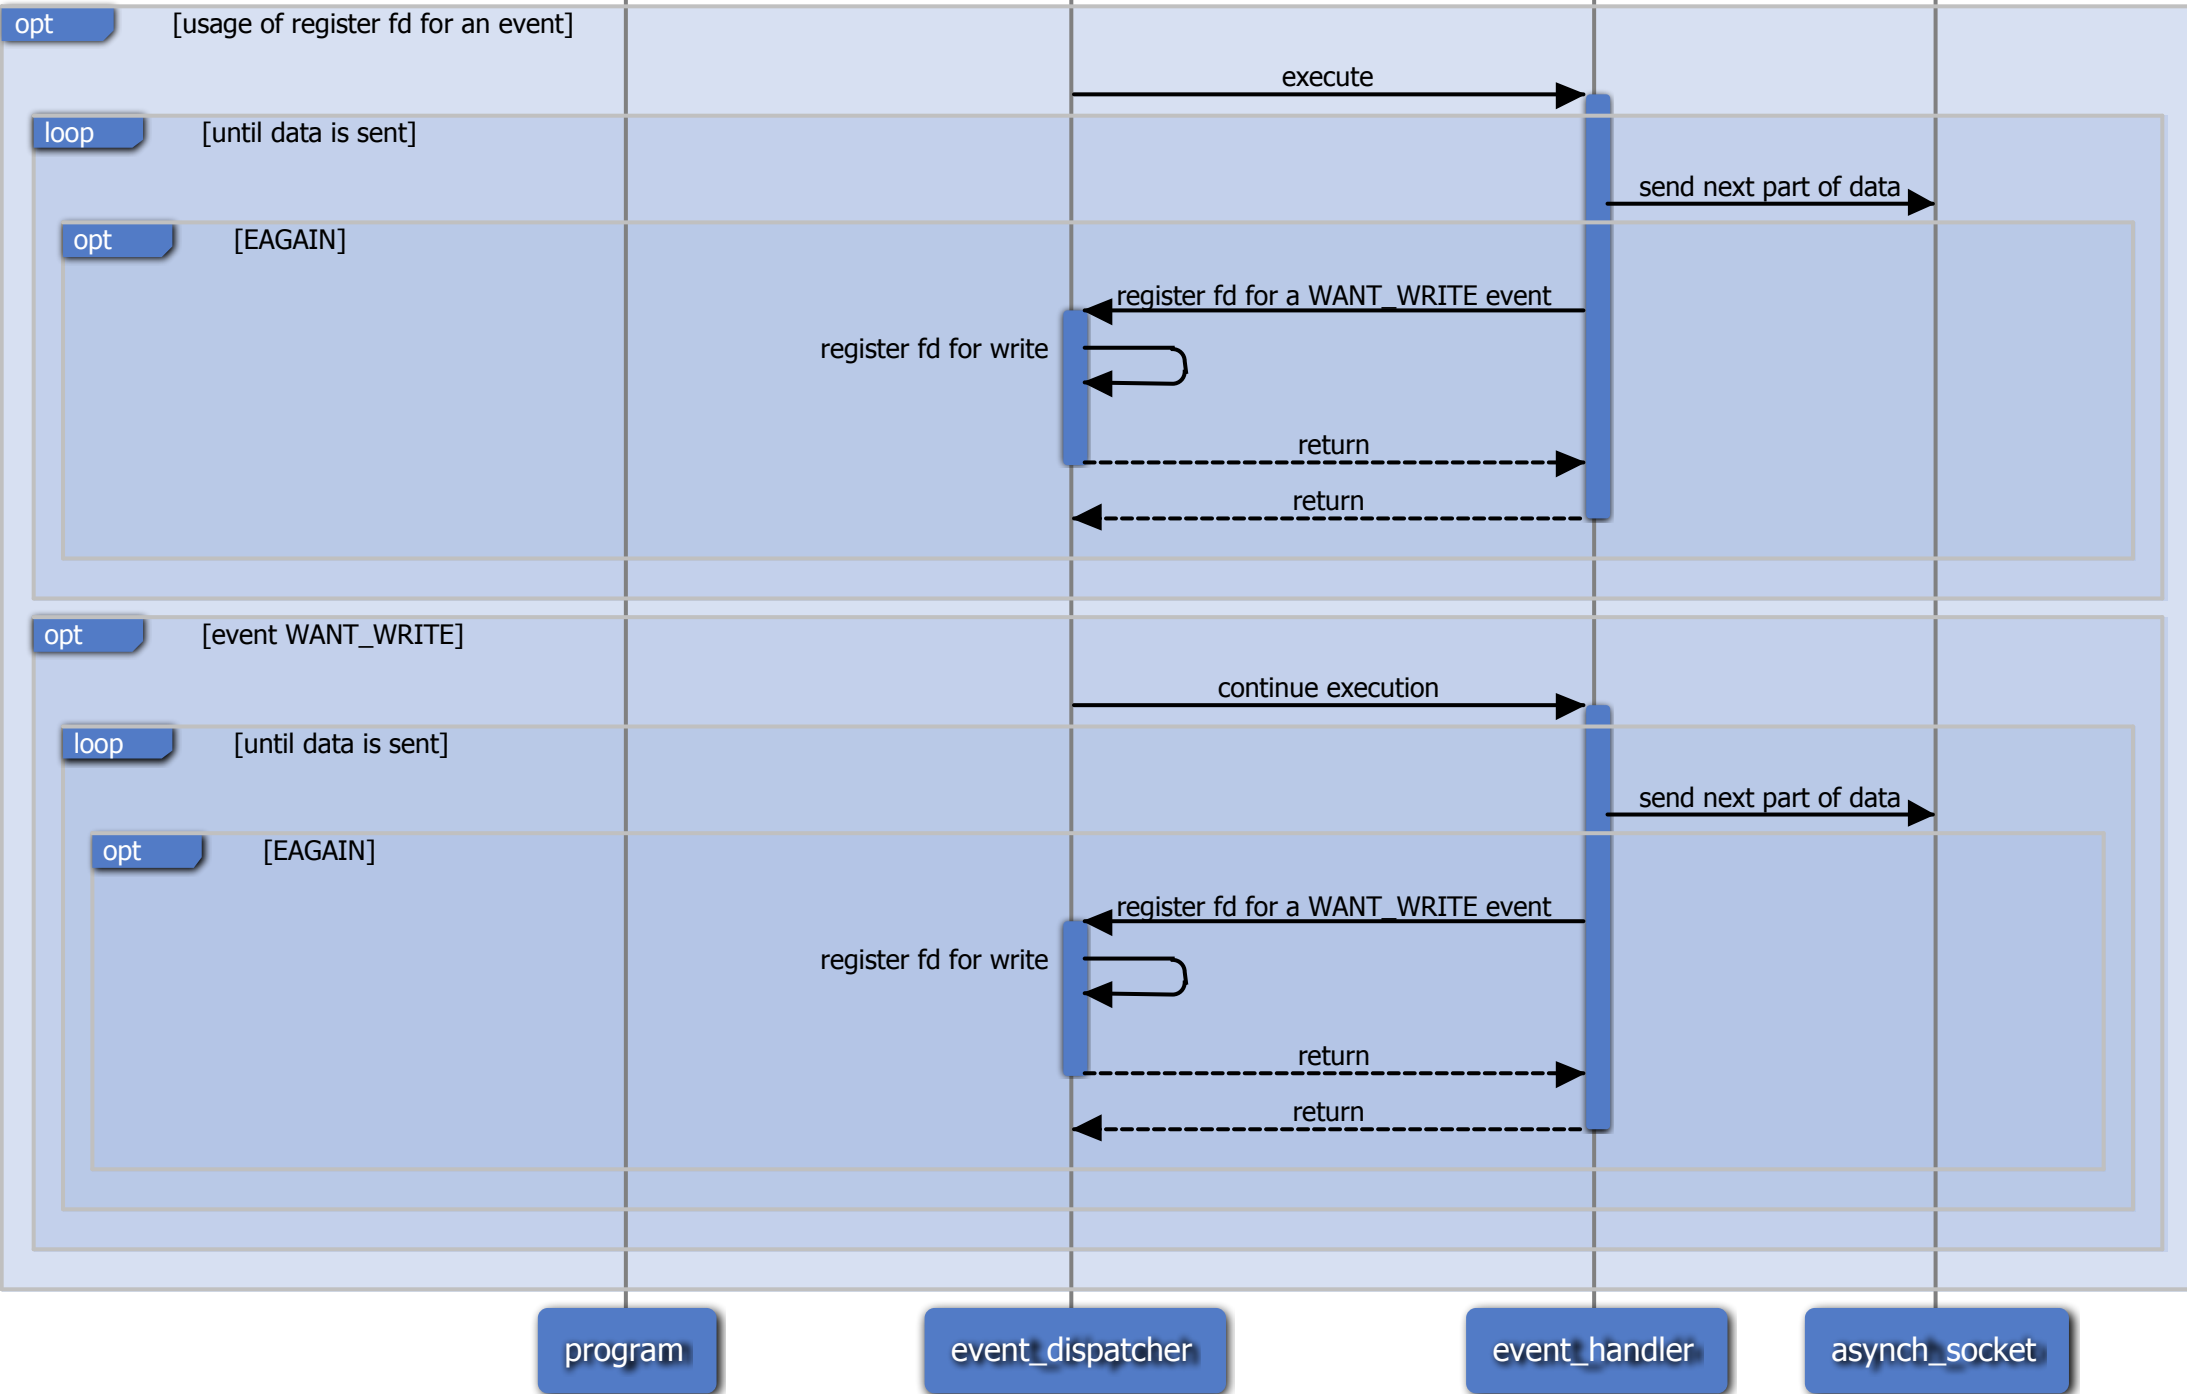 opt [usage of register fd for an event]
execute
loop [until data is sent]
send next part of data
opt [EAGAIN]
register fd for a WANT_WRITE event
register fd for write
return
return
opt [event WANT_WRITE]
continue execution
loop [until data is sent]
send next part of data
opt [EAGAIN]
register fd for a WANT_WRITE event
register fd for write
return
return
program event_dispatcher event_handler asynch_socket